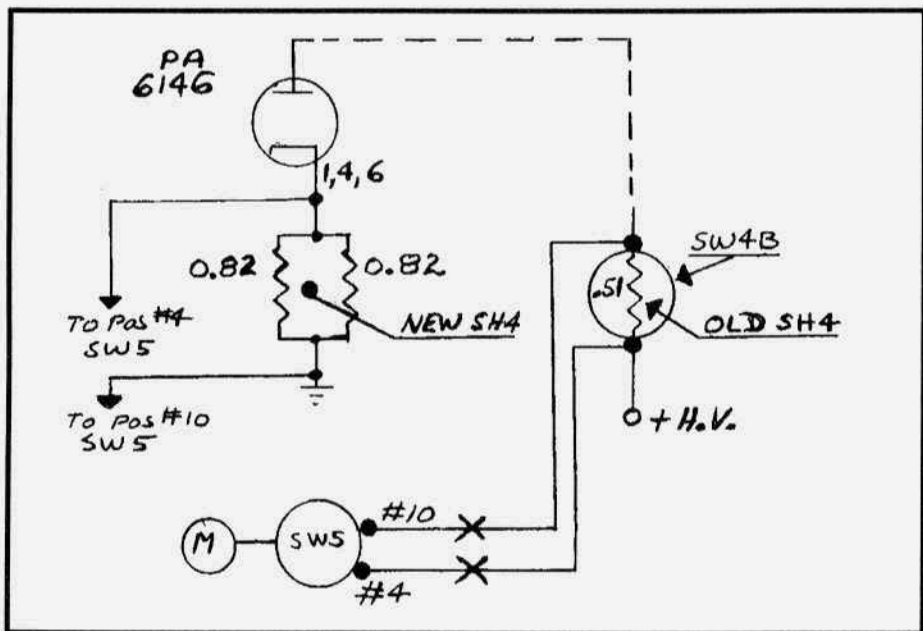 PA
6146
1,4,6
0.82
0.82
NEW SH4
To Pos #4
SW5
To Pos #10
SW5
SW4B
.51
OLD SH4
+ H.V.
M
SW5
#10
#4